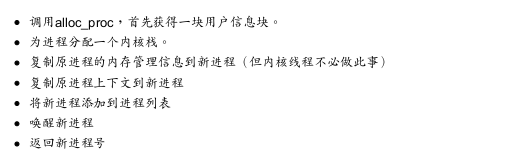 • 调用alloc_proc，首先获得一块用户信息块。
• 为进程分配一个内核栈。
• 复制原进程的内存管理信息到新进程（但内核线程不必做此事）
• 复制原进程上下文到新进程
• 将新进程添加到进程列表
• 唤醒新进程
• 返回新进程号